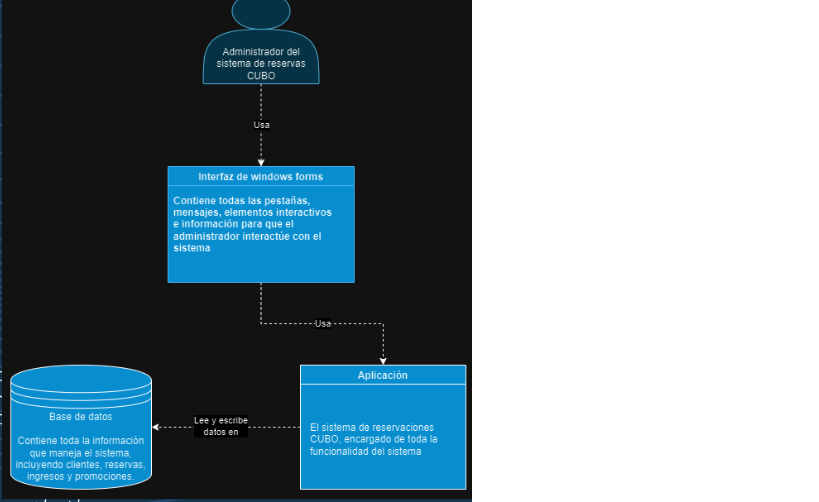 Administrador del
sistema de reservas
CUBO
Usa
Interfaz de windows forms
Contiene todas las pestañas,
mensajes, elementos interactivos
e información para que el
administrador interactúe con el
sistema
Usa
Aplicación
El sistema de reservaciones
CUBO, encargado de toda la
funcionalidad del sistema
Lee y escribe
datos en
Base de datos
Contiene toda la información
que maneja el sistema,
incluyendo clientes, reservas,
ingresos y promociones.